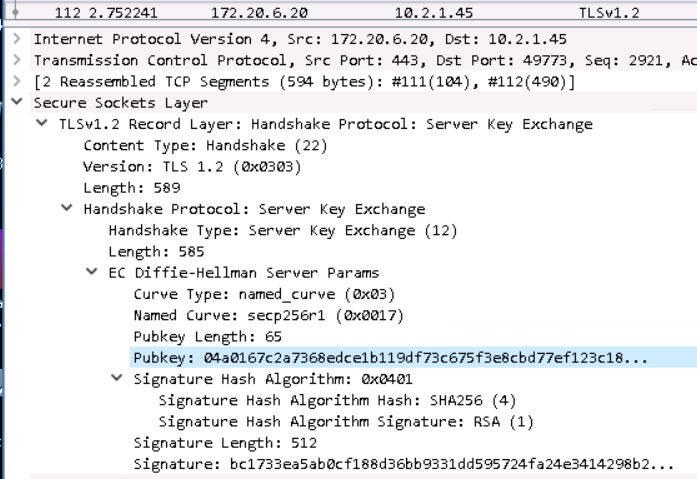 112 2.752241 172.20.6.20 10.2.1.45 TLSv1.2
Internet Protocol Version 4, Src: 172.20.6.20, Dst: 10.2.1.45
Transmission Control Protocol, Src Port: 443, Dst Port: 49773, Seq: 2921, Ac
[2 Reassembled TCP Segments (594 bytes): #111(104), #112(490)]
Secure Sockets Layer
TLSv1.2 Record Layer: Handshake Protocol: Server Key Exchange
Content Type: Handshake (22)
Version: TLS 1.2 (0x0303)
Length: 589
Handshake Protocol: Server Key Exchange
Handshake Type: Server Key Exchange (12)
Length: 585
EC Diffie-Hellman Server Params
Curve Type: named_curve (0x03)
Named Curve: secp256r1 (0x0017)
Pubkey Length: 65
Pubkey: 04a0167c2a7368edce1b119df73c675f3e8cbd77ef123c18...
Signature Hash Algorithm: 0x0401
Signature Hash Algorithm Hash: SHA256 (4)
Signature Hash Algorithm Signature: RSA (1)
Signature Length: 512
Signature: bc1733ea5ab0cf188d36bb9331dd595724fa24e3414298b2...